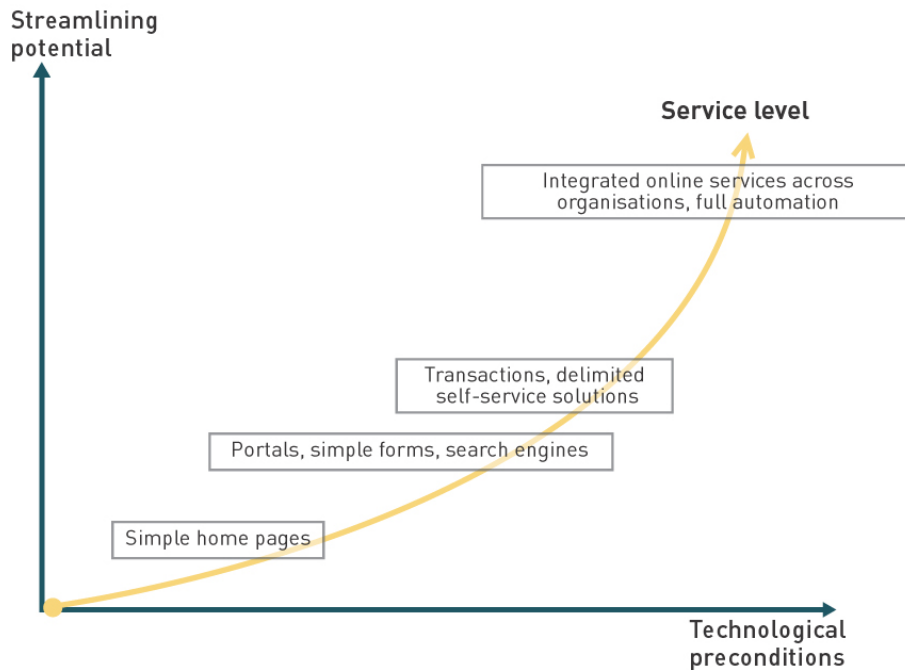 Streamlining
potential
Service level
Integrated online services across
organisations, full automation
Transactions, delimited
self-service solutions
Portals, simple forms, search engines
Simple home pages
Technological
preconditions